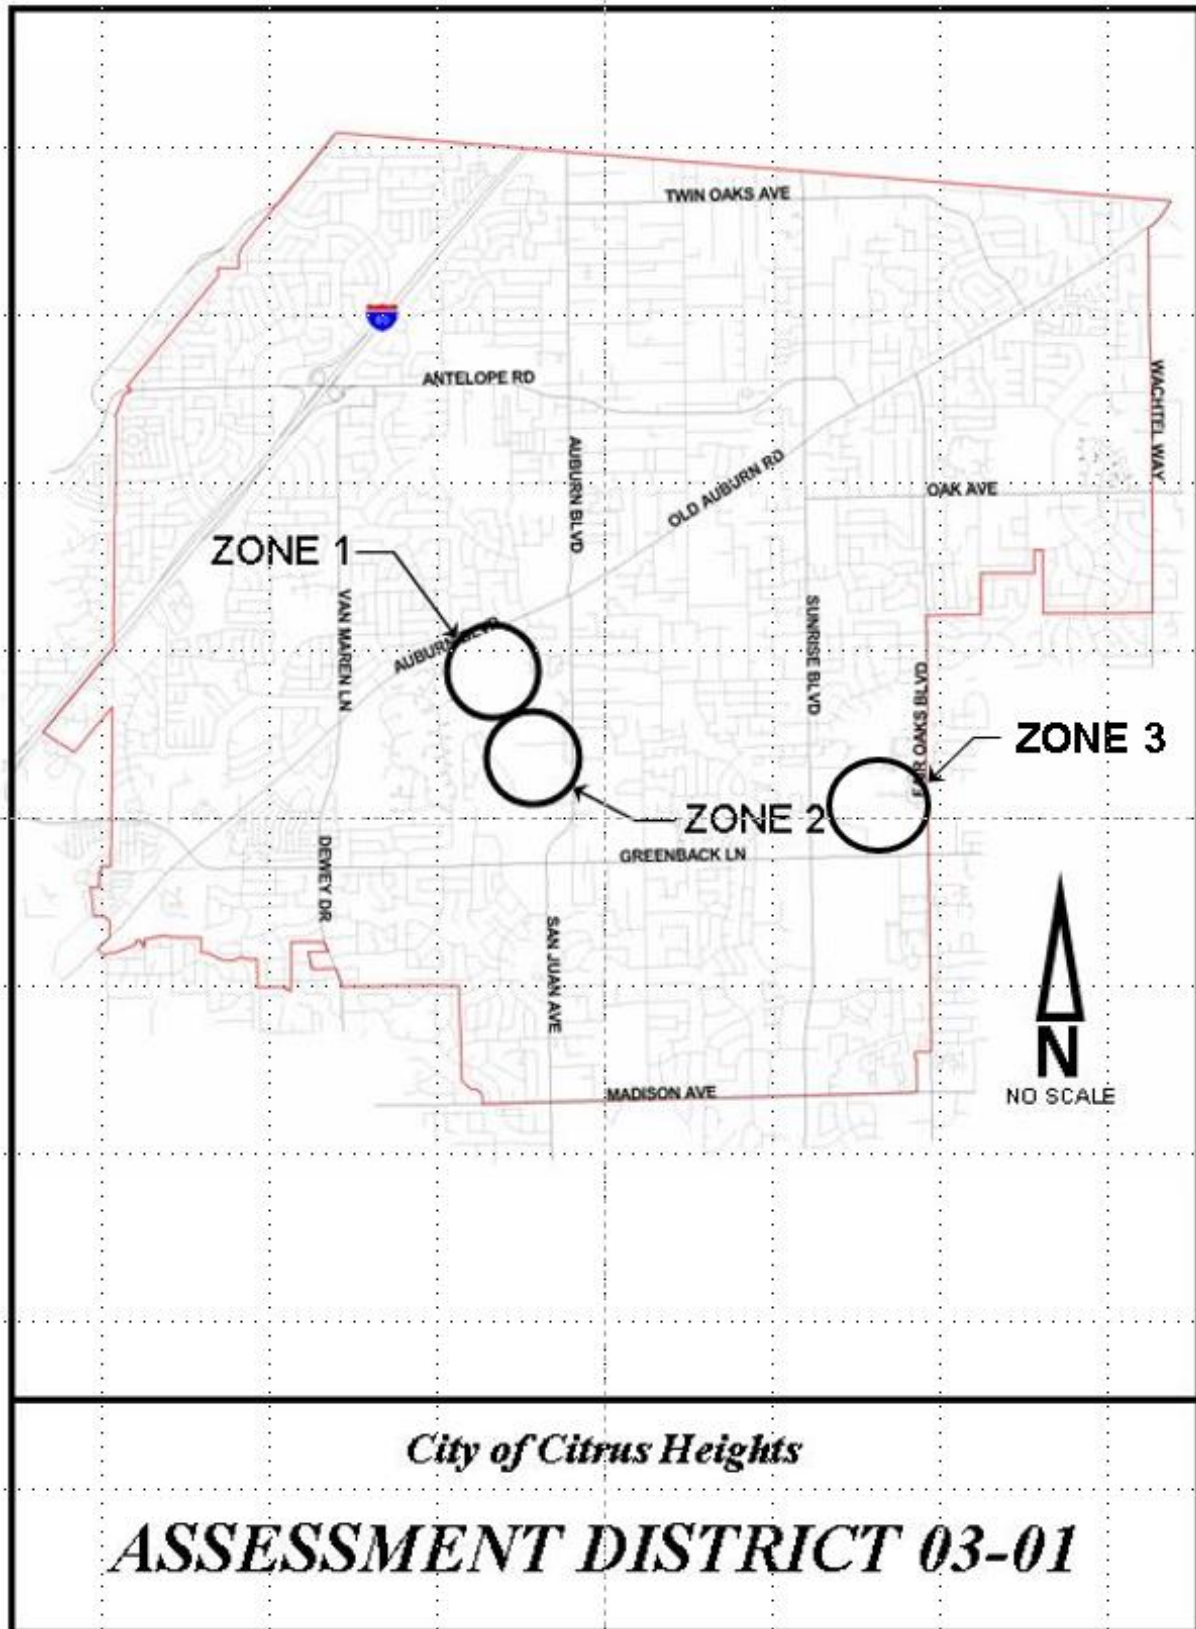 TWIN OAKS AVE
ANTELOPE RD
WACHTEL WAY
AUBURN BLVD
OLD AUBURN RD
OAK AVE
ZONE 1
VAN MAREN LN
AUBURN BLVD
SUNRISE BLVD
FAIR OAKS BLVD
ZONE 3
ZONE 2
GREENBACK LN
DEWEY DR
SAN JUAN AVE
N
NO SCALE
MADISON AVE
City of Citrus Heights
ASSESSMENT DISTRICT 03-01